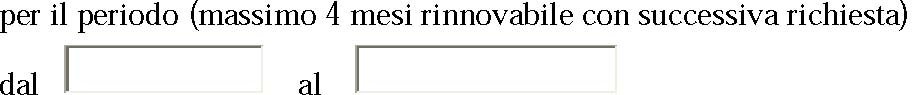 per il periodo (massimo 4 mesi rinnovabile con successiva richiesta)
dal al